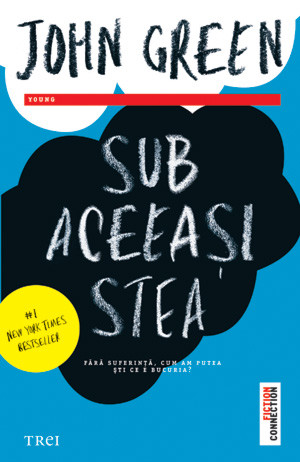 JOHN GREEN
YOUNG
SUB
ACEEAȘI
STEA
#1
NEW YORK TIMES
BESTSELLER
FĂRĂ SUFERINȚĂ, CUM AM PUTEA
ȘTI CE E BUCURIA?
TREI
FICTION
CONNECTION